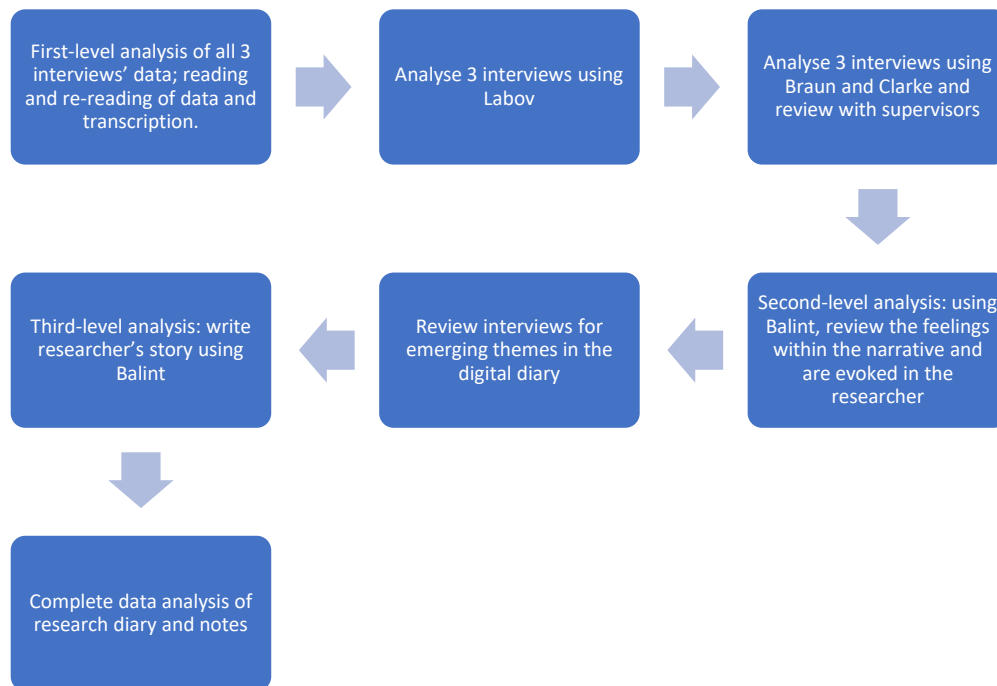 First-level analysis of all 3
interviews' data; reading
and re-reading of data and
transcription.
Analyse 3 interviews using
Labov
Analyse 3 interviews using
Braun and Clarke and
review with supervisors
Second-level analysis: using
Balint, review the feelings
within the narrative and
are evoked in the
researcher
Review interviews for
emerging themes in the
digital diary
Third-level analysis: write
researcher's story using
Balint
Complete data analysis of
research diary and notes